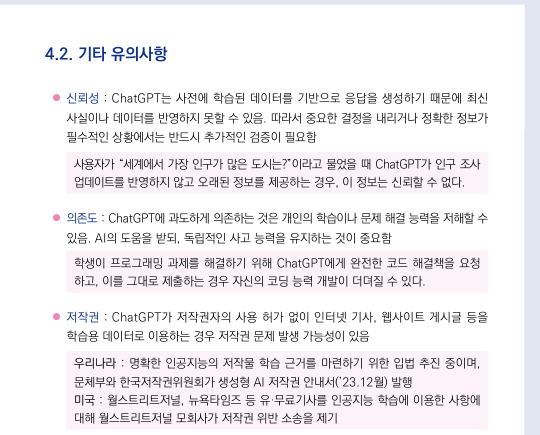 4.2. 기타 유의사항
● 신뢰성 : ChatGPT는 사전에 학습된 데이터를 기반으로 응답을 생성하기 때문에 최신
사실이나 데이터를 반영하지 못할 수 있음. 따라서 중요한 결정을 내리거나 정확한 정보가
필수적인 상황에서는 반드시 추가적인 검증이 필요함
사용자가 “세계에서 가장 인구가 많은 도시는?”이라고 물었을 때 ChatGPT가 인구 조사
업데이트를 반영하지 않고 오래된 정보를 제공하는 경우, 이 정보는 신뢰할 수 없다.
● 의존도 : ChatGPT에 과도하게 의존하는 것은 개인의 학습이나 문제 해결 능력을 저해할 수
있음. AI의 도움을 받되, 독립적인 사고 능력을 유지하는 것이 중요함
학생이 프로그래밍 과제를 해결하기 위해 ChatGPT에게 완전한 코드 해결책을 요청
하고, 이를 그대로 제출하는 경우 자신의 코딩 능력 개발이 더뎌질 수 있다.
● 저작권 : ChatGPT가 저작권자의 사용 허가 없이 인터넷 기사, 웹사이트 게시글 등을
학습용 데이터로 이용하는 경우 저작권 문제 발생 가능성이 있음
우리나라 : 명확한 인공지능의 저작물 학습 근거를 마련하기 위한 입법 추진 중이며,
문체부와 한국저작권위원회가 생성형 AI 저작권 안내서(’23.12월) 발행
미국 : 월스트리트저널, 뉴욕타임즈 등 유·무료기사를 인공지능 학습에 이용한 사항에
대해 월스트리트저널 모회사가 저작권 위반 소송을 제기